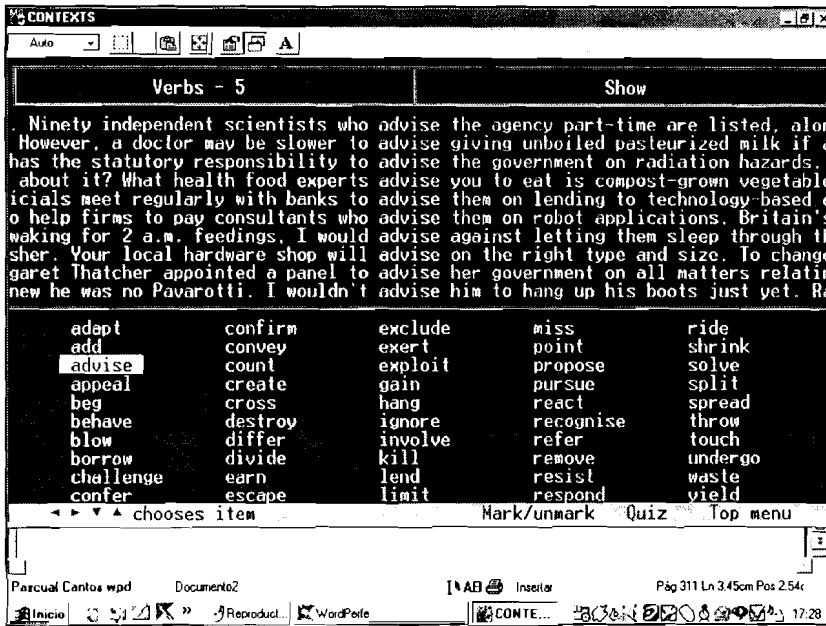 CONTEXTS
Auto A
Verbs - 5 Show
. Ninety independent scientists who advise the agency part-time are listed, alon
However, a doctor may be slower to advise giving unboiled pasteurized milk if a
has the statutory responsibility to advise the government on radiation hazards.
about it? What health food experts advise you to eat is compost-grown vegetable
icials meet regularly with banks to advise them on lending to technology-based
o help firms to pay consultants who advise them on robot applications. Britain's
waking for 2 a.m. feedings, I would advise against letting them sleep through th
sher. Your local hardware shop will advise on the right type and size. To change
garet Thatcher appointed a panel to advise her government on all matters relatin
new he was no Pavarotti. I wouldn't advise him to hang up his boots just yet. Ra
adapt confirm exclude miss ride
add convey exert point shrink
advise count exploit propose solve
appeal create gain pursue split
beg cross hang react spread
behave destroy ignore recognise throw
blow differ involve refer touch
borrow divide kill remove undergo
challenge earn lend resist waste
confer escape limit respond yield
chooses item Mark/unmark Quiz Top menu
Pascual Cantos wpd Documento2 AB Insertar Pág 311 Ln 3.45cm Pos 2.54c
Inicio » Reproduct... WordPerfe CONTE... 17:28